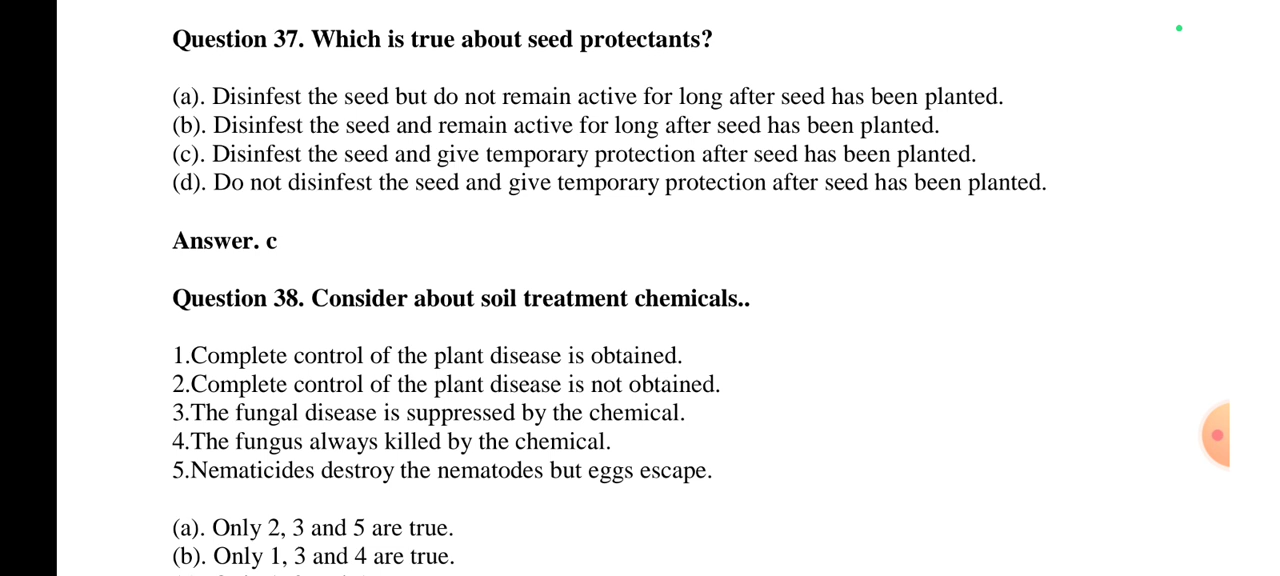 Question 37. Which is true about seed protectants?
(a). Disinfest the seed but do not remain active for long after seed has been planted.
(b). Disinfest the seed and remain active for long after seed has been planted.
(c). Disinfest the seed and give temporary protection after seed has been planted.
(d). Do not disinfest the seed and give temporary protection after seed has been planted.
Answer. c
Question 38. Consider about soil treatment chemicals..
1.Complete control of the plant disease is obtained.
2.Complete control of the plant disease is not obtained.
3.The fungal disease is suppressed by the chemical.
4.The fungus always killed by the chemical.
5.Nematicides destroy the nematodes but eggs escape.
(a). Only 2, 3 and 5 are true.
(b). Only 1, 3 and 4 are true.